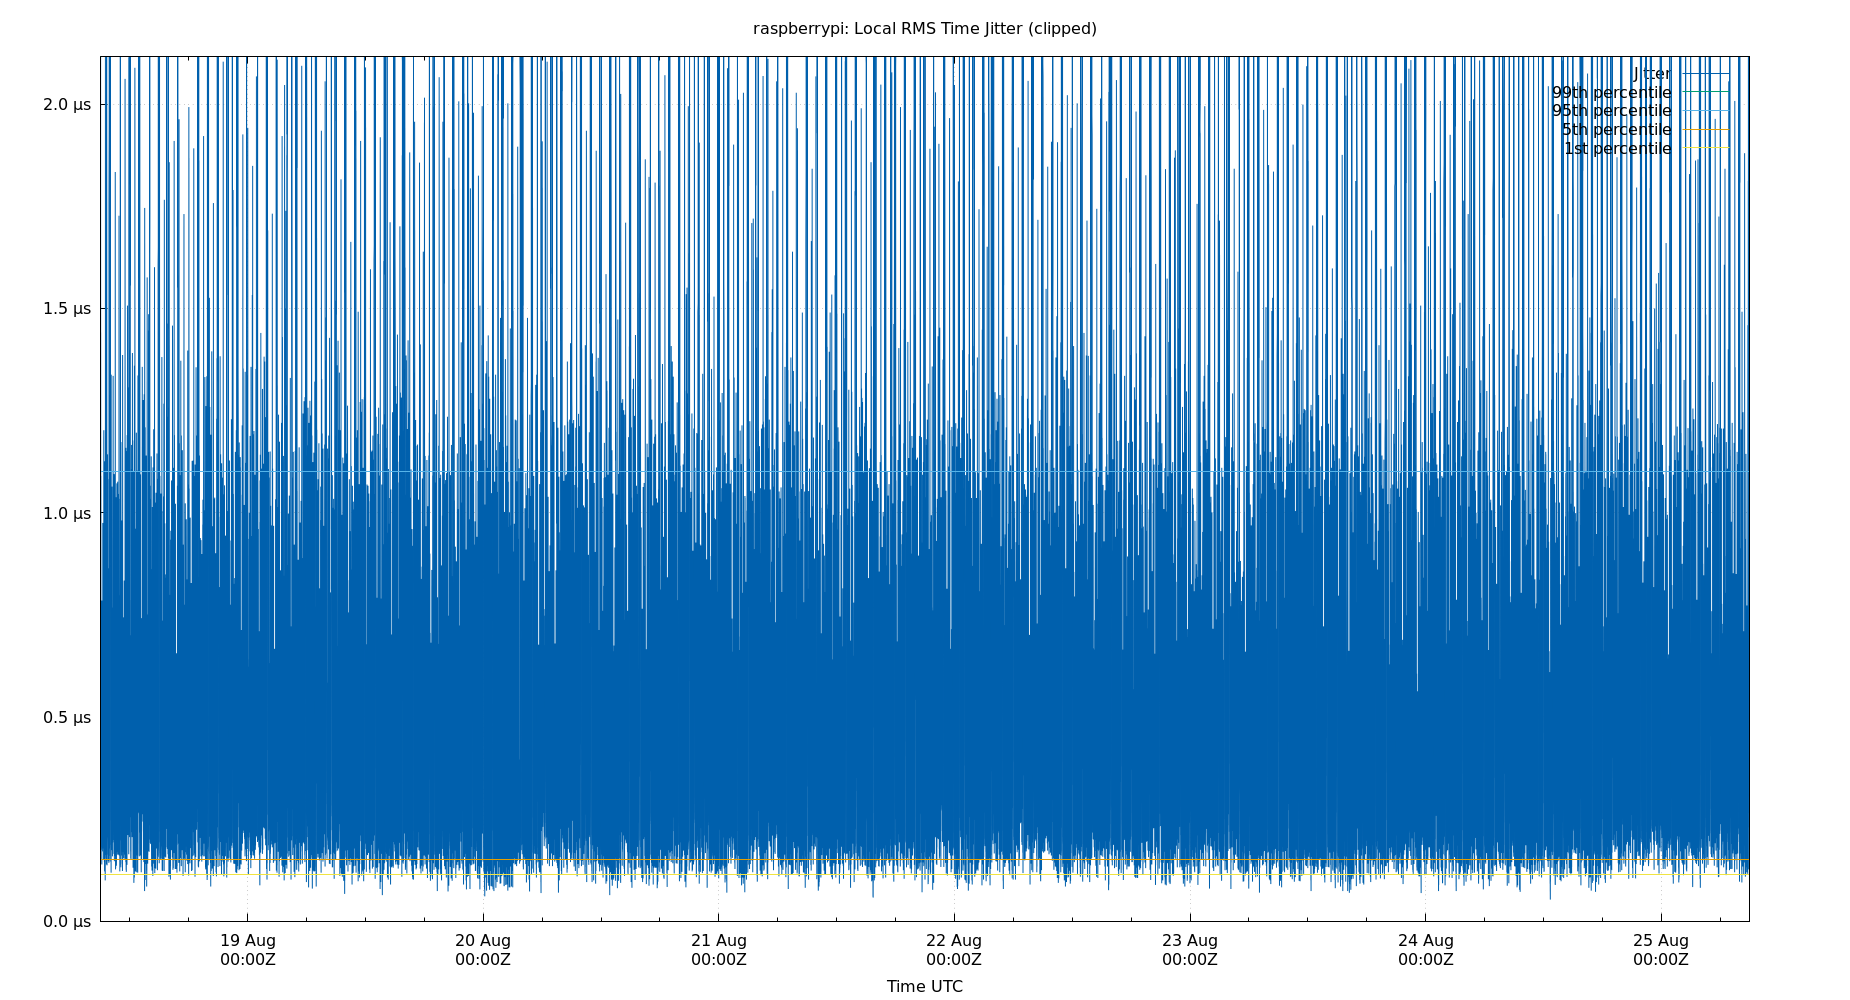 raspberrypi: Local RMS Time Jitter (clipped)
Jitter
99th percentile
95th percentile
5th percentile
1st percentile
2.0 µs
1.5 µs
1.0 µs
0.5 µs
0.0 µs
19 Aug 20 Aug 21 Aug 22 Aug 23 Aug 24 Aug 25 Aug
00:00Z 00:00Z 00:00Z 00:00Z 00:00Z 00:00Z 00:00Z
Time UTC